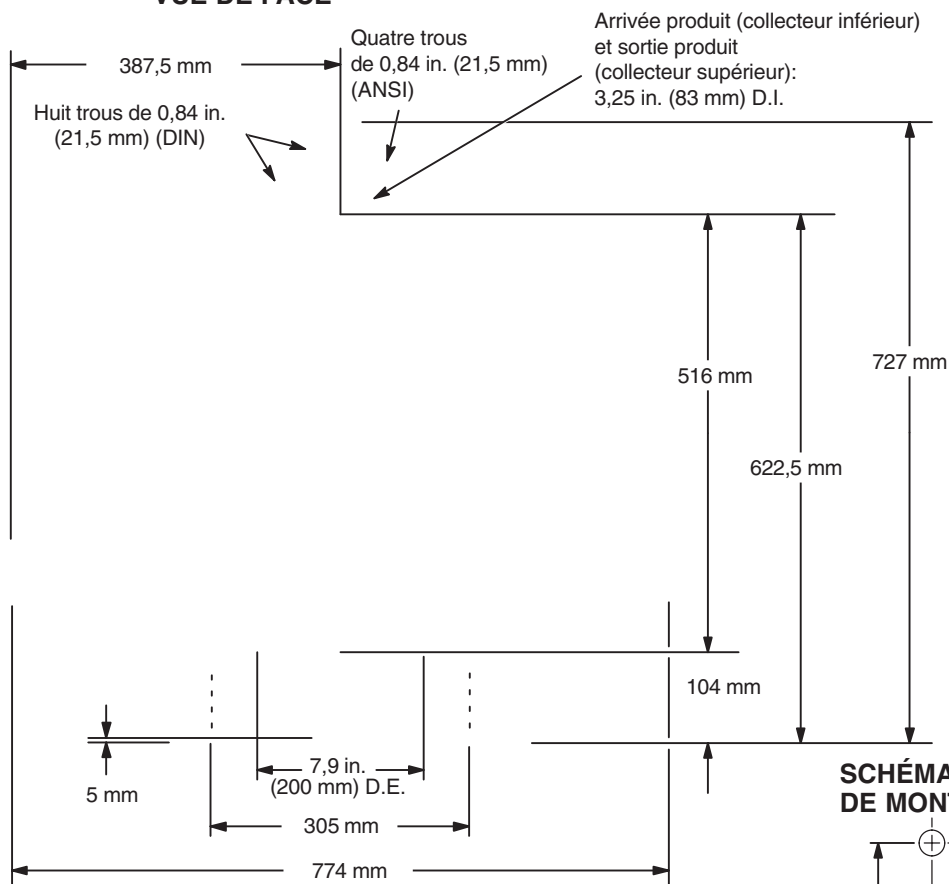 Arrivée produit (collecteur inférieur)
et sortie produit
(collecteur supérieur):
3,25 in. (83 mm) D.I.
Quatre trous
de 0,84 in. (21,5 mm)
(ANSI)
387,5 mm
Huit trous de 0,84 in.
(21,5 mm) (DIN)
727 mm
516 mm
622,5 mm
104 mm
7,9 in.
(200 mm) D.E.
5 mm
305 mm
774 mm
SCHÉMA
DE MONT